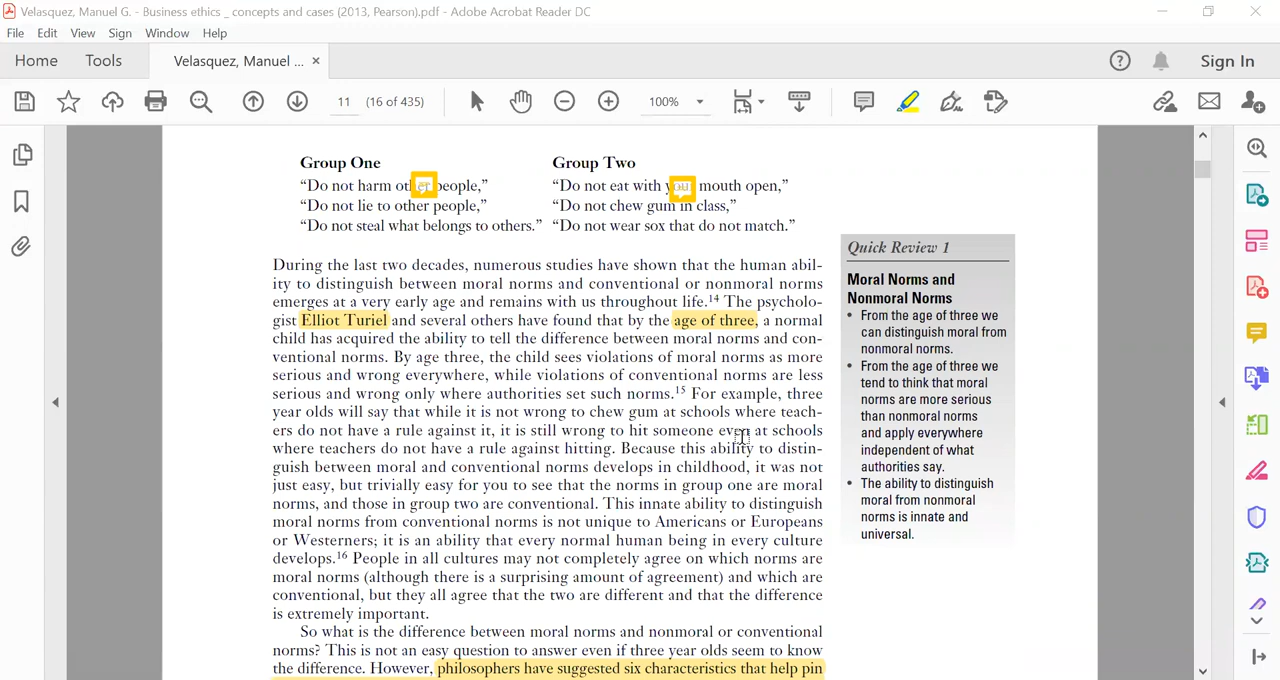 Velasquez, Manuel G. - Business ethics _ concepts and cases (2013, Pearson).pdf - Adobe Acrobat Reader DC
File Edit View Sign Window Help
Home Tools Velasquez, Manuel ... × Sign In
11 (16 of 435) 100%
Group One
“Do not harm other people,”
“Do not lie to other people,”
“Do not steal what belongs to others.”
Group Two
“Do not eat with your mouth open,”
“Do not chew gum in class,”
“Do not wear sox that do not match.”
During the last two decades, numerous studies have shown that the human abil-
ity to distinguish between moral norms and conventional or nonmoral norms
emerges at a very early age and remains with us throughout life.14 The psycholo-
gist Elliot Turiel and several others have found that by the age of three, a normal
child has acquired the ability to tell the difference between moral norms and con-
ventional norms. By age three, the child sees violations of moral norms as more
serious and wrong everywhere, while violations of conventional norms are less
serious and wrong only where authorities set such norms.15 For example, three
year olds will say that while it is not wrong to chew gum at schools where teach-
ers do not have a rule against it, it is still wrong to hit someone even at schools
where teachers do not have a rule against hitting. Because this ability to distin-
guish between moral and conventional norms develops in childhood, it was not
just easy, but trivially easy for you to see that the norms in group one are moral
norms, and those in group two are conventional. This innate ability to distinguish
moral norms from conventional norms is not unique to Americans or Europeans
or Westerners; it is an ability that every normal human being in every culture
develops.16 People in all cultures may not completely agree on which norms are
moral norms (although there is a surprising amount of agreement) and which are
conventional, but they all agree that the two are different and that the difference
is extremely important.
So what is the difference between moral norms and nonmoral or conventional
norms? This is not an easy question to answer even if three year olds seem to know
the difference. However, philosophers have suggested six characteristics that help pin
Quick Review 1
Moral Norms and
Nonmoral Norms
• From the age of three we
can distinguish moral from
nonmoral norms.
• From the age of three we
tend to think that moral
norms are more serious
than nonmoral norms
and apply everywhere
independent of what
authorities say.
• The ability to distinguish
moral from nonmoral
norms is innate and
universal.